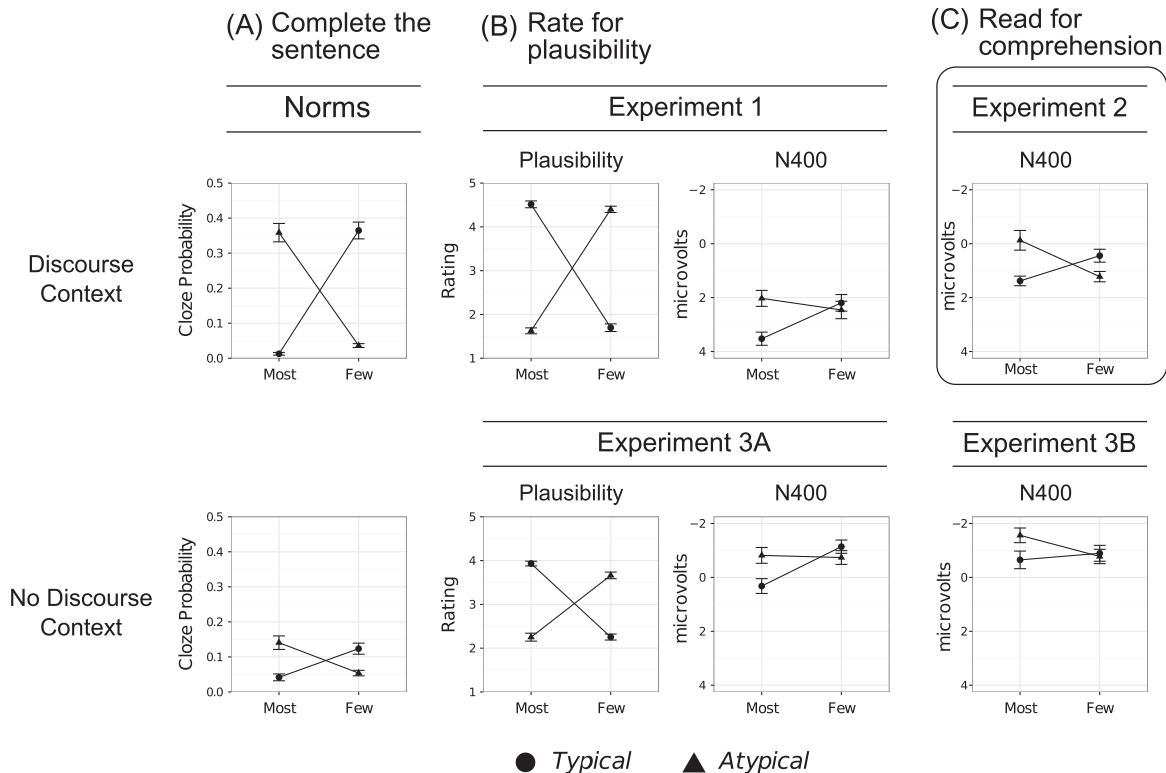 (A) Complete the
sentence
(B) Rate for
plausibility
(C) Read for
comprehension
Norms
Experiment 1
Experiment 2
Plausibility
N400
N400
Discourse
Context
Cloze Probability
0.5
0.4
0.3
0.2
0.1
0.0
Most Few
Rating
5
4
3
2
1
Most Few
microvolts
−2
0
2
4
Most Few
microvolts
−2
0
2
4
Most Few
Experiment 3A
Experiment 3B
Plausibility
N400
N400
No Discourse
Context
Cloze Probability
0.5
0.4
0.3
0.2
0.1
0.0
Most Few
Rating
5
4
3
2
1
Most Few
microvolts
−2
0
2
4
Most Few
microvolts
−2
0
2
4
Most Few
Typical Atypical